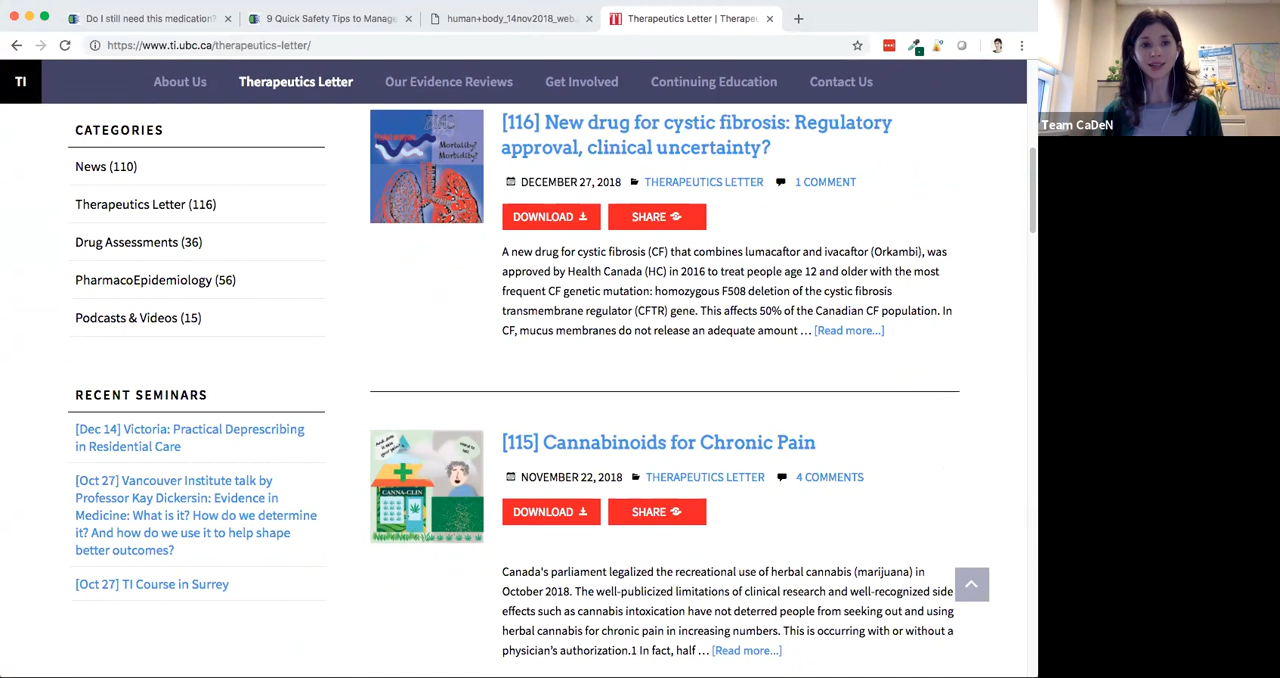 Do I still need this medication?
9 Quick Safety Tips to Manage
human+body_14nov2018_web.
Therapeutics Letter | Therape
https://www.ti.ubc.ca/therapeutics-letter/
TI
About Us
Therapeutics Letter
Our Evidence Reviews
Get Involved
Continuing Education
Contact Us
Team CaDeN
CATEGORIES
News (110)
Therapeutics Letter (116)
Drug Assessments (36)
PharmacoEpidemiology (56)
Podcasts & Videos (15)
RECENT SEMINARS
[Dec 14] Victoria: Practical Deprescribing
in Residential Care
[Oct 27] Vancouver Institute talk by
Professor Kay Dickersin: Evidence in
Medicine: What is it? How do we determine
it? And how do we use it to help shape
better outcomes?
[Oct 27] TI Course in Surrey
Mortality?
Morbidity?
[116] New drug for cystic fibrosis: Regulatory
approval, clinical uncertainty?
DECEMBER 27, 2018 THERAPEUTICS LETTER 1 COMMENT
DOWNLOAD SHARE
A new drug for cystic fibrosis (CF) that combines lumacaftor and ivacaftor (Orkambi), was
approved by Health Canada (HC) in 2016 to treat people age 12 and older with the most
frequent CF genetic mutation: homozygous F508 deletion of the cystic fibrosis
transmembrane regulator (CFTR) gene. This affects 50% of the Canadian CF population. In
CF, mucus membranes do not release an adequate amount … [Read more...]
CANNA-CLIN
[115] Cannabinoids for Chronic Pain
NOVEMBER 22, 2018 THERAPEUTICS LETTER 4 COMMENTS
DOWNLOAD SHARE
Canada's parliament legalized the recreational use of herbal cannabis (marijuana) in
October 2018. The well-publicized limitations of clinical research and well-recognized side
effects such as cannabis intoxication have not deterred people from seeking out and using
herbal cannabis for chronic pain in increasing numbers. This is occurring with or without a
physician's authorization.1 In fact, half … [Read more...]